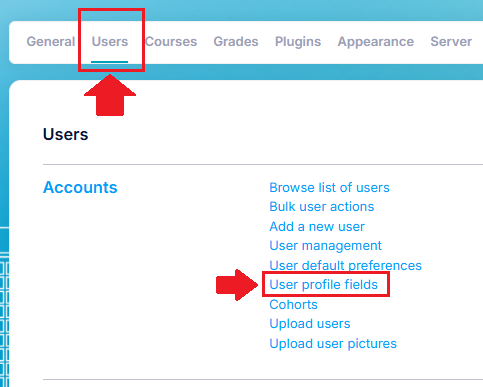 General Users Courses Grades Plugins Appearance Server
Users
Accounts
Browse list of users
Bulk user actions
Add a new user
User management
User default preferences
User profile fields
Cohorts
Upload users
Upload user pictures